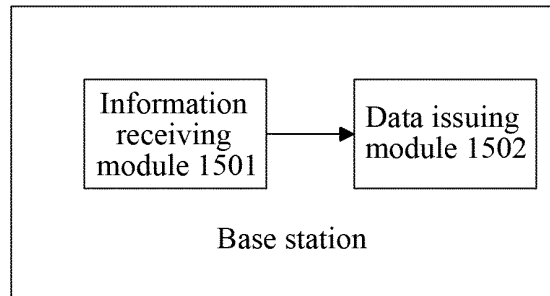 Information
receiving
module 1501
Data issuing
module 1502
Base station